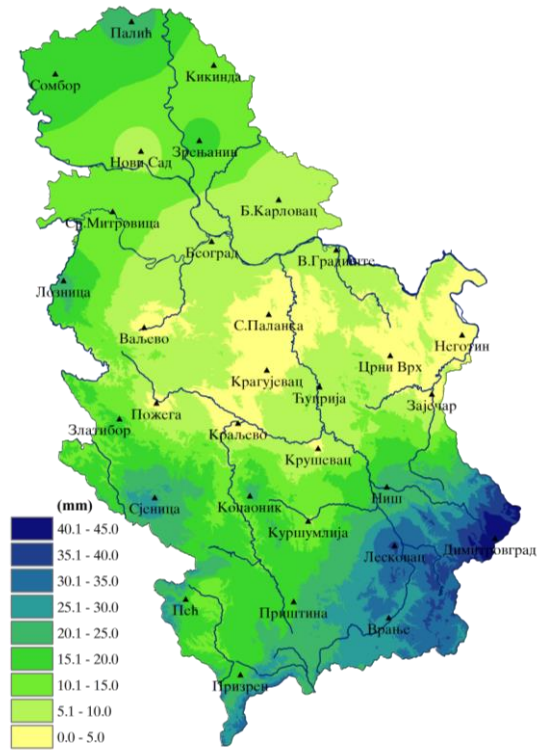 Палић
Кикинда
Сомбор
Зрењанин
Нови Сад
Б.Карловац
Ср.Митровица
Београд
В.Градиште
Лозница
С.Паланка
Ваљево
Неготин
Црни Врх
Крагујевац
Ћуприја
Зајечар
Пожега
Златибор
Краљево
Крушевац
Ниш
Копаоник
Сјеница
(mm)
40.1 - 45.0
35.1 - 40.0
30.1 - 35.0
25.1 - 30.0
20.1 - 25.0
15.1 - 20.0
10.1 - 15.0
5.1 - 10.0
0.0 - 5.0
Куршумлија
Лесковац
Димитровград
Пећ
Приштина
Врање
Призрен